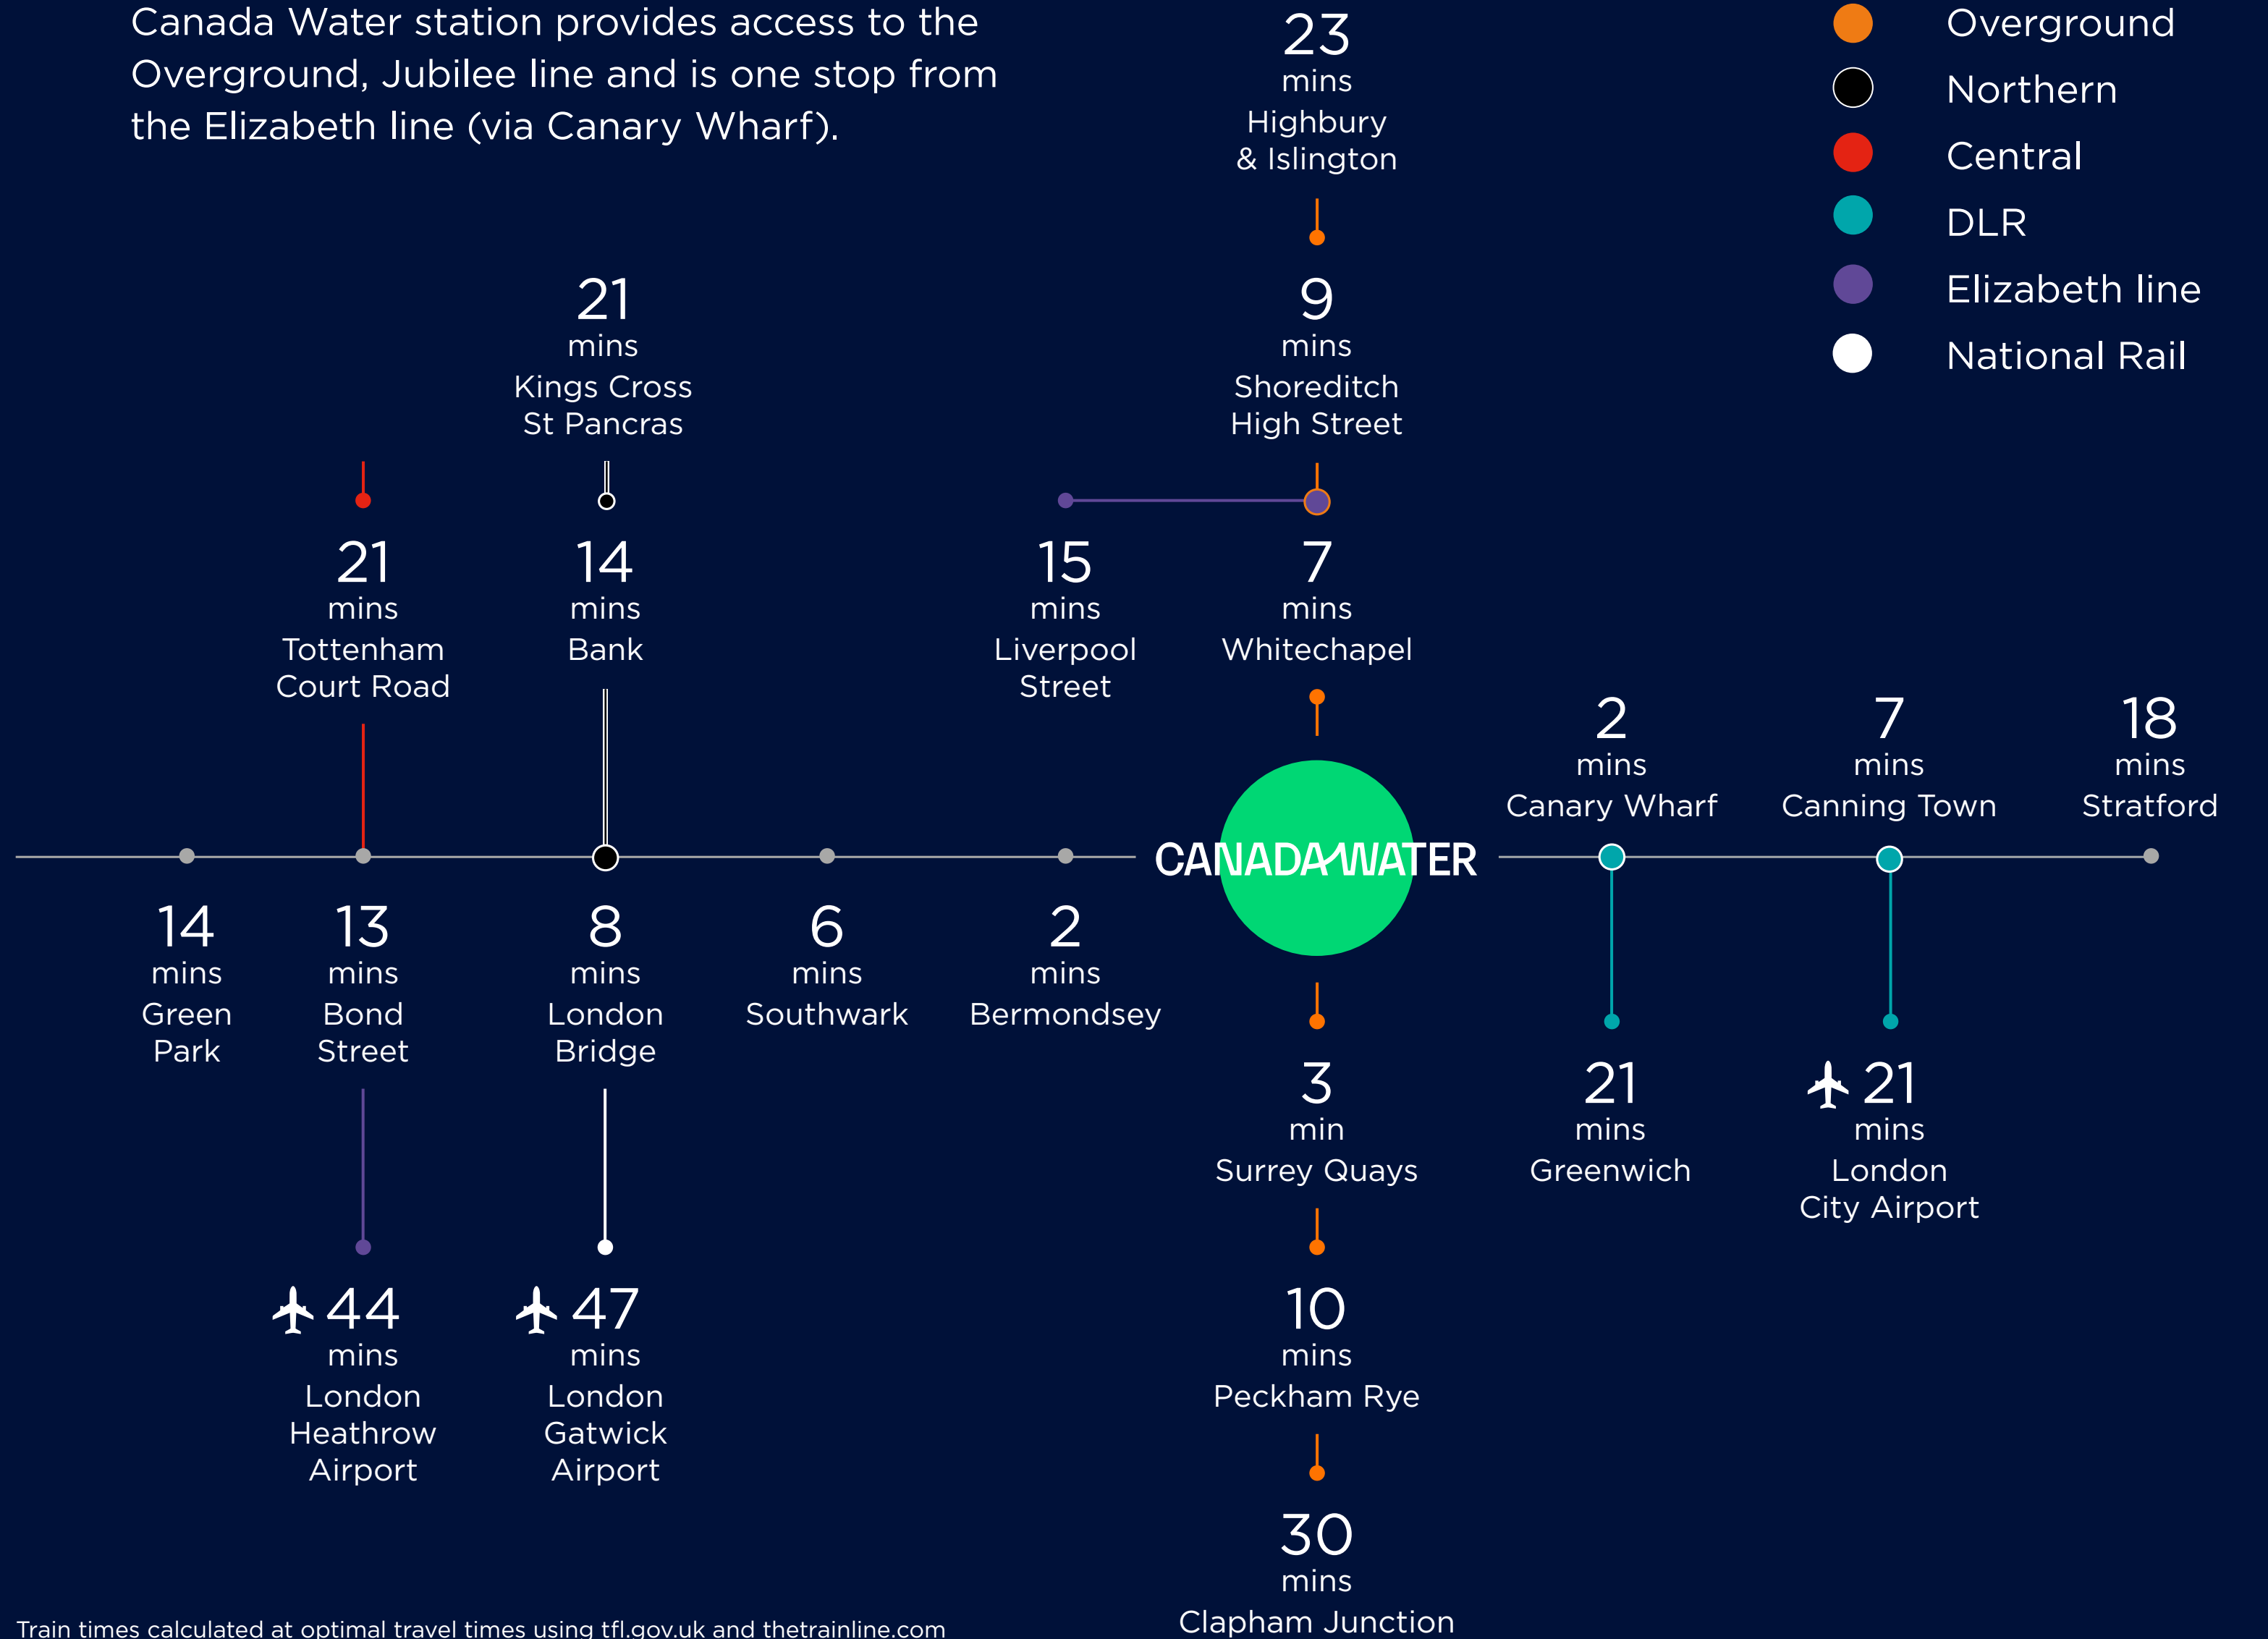 Canada Water station provides access to the
Overground, Jubilee line and is one stop from
the Elizabeth line (via Canary Wharf).
Overground
Northern
Central
DLR
Elizabeth line
National Rail
23
mins
Highbury
& Islington
21
mins
Kings Cross
St Pancras
9
mins
Shoreditch
High Street
21
mins
Tottenham
Court Road
14
mins
Bank
15
mins
Liverpool
Street
7
mins
Whitechapel
2
mins
Canary Wharf
7
mins
Canning Town
18
mins
Stratford
CANADA WATER
14
mins
Green
Park
13
mins
Bond
Street
8
mins
London
Bridge
6
mins
Southwark
2
mins
Bermondsey
3
min
Surrey Quays
21
mins
Greenwich
21
mins
London
City Airport
44
mins
London
Heathrow
Airport
47
mins
London
Gatwick
Airport
10
mins
Peckham Rye
30
mins
Clapham Junction
Train times calculated at optimal travel times using tfl.gov.uk and thetrainline.com